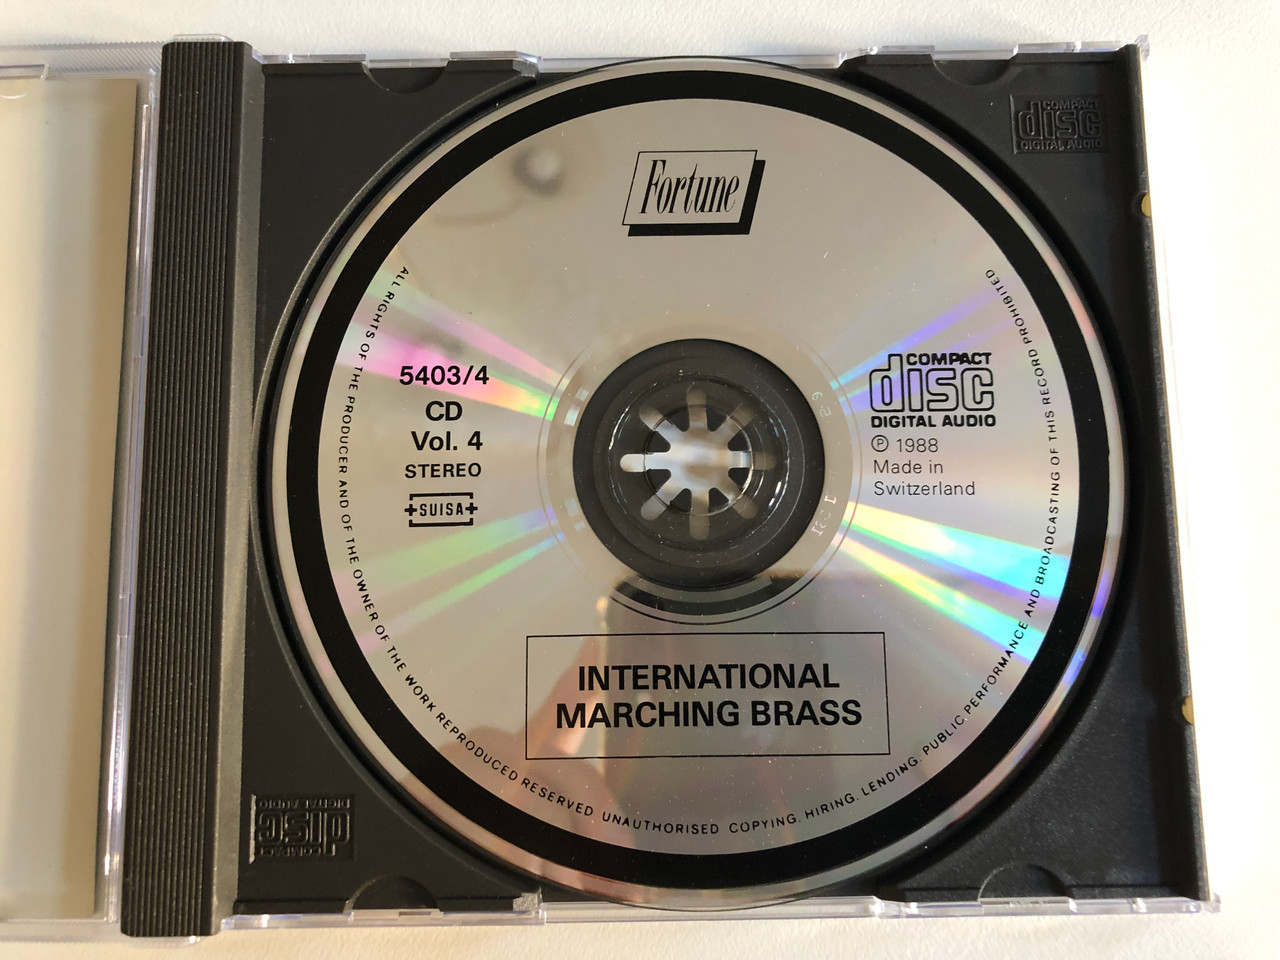 Fortune
COMPACT
disc
DIGITAL AUDIO
5403/4
CD
Vol. 4
STEREO
SUISA
COMPACT
disc
DIGITAL AUDIO
℗ 1988
Made in
Switzerland
INTERNATIONAL
MARCHING BRASS
ALL RIGHTS OF THE PRODUCER AND OF THE OWNER OF THE WORK REPRODUCED RESERVED UNAUTHORISED COPYING. HIRING. LENDING. PUBLIC PERFORMANCE AND BROADCASTING OF THIS RECORD PROHIBITED
COMPACT
disc
DIGITAL AUDIO